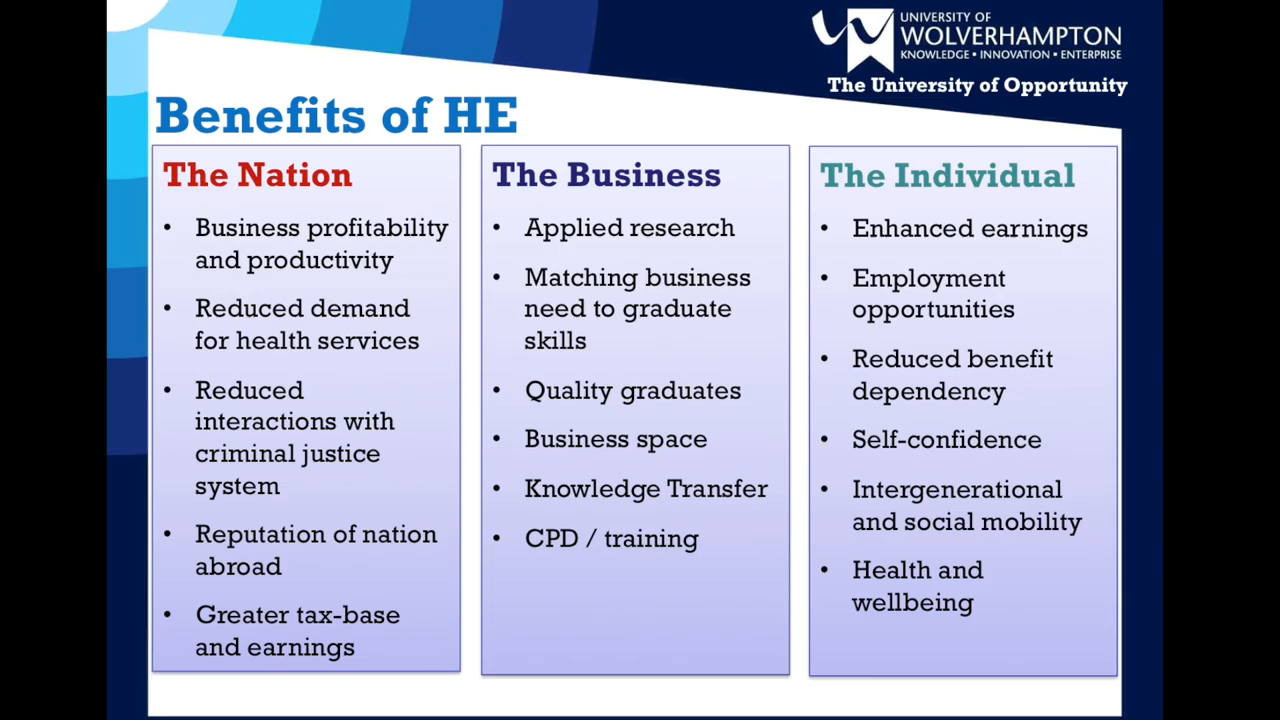 UNIVERSITY OF
WOLVERHAMPTON
KNOWLEDGE • INNOVATION • ENTERPRISE
The University of Opportunity
Benefits of HE
The Nation
• Business profitability
and productivity
• Reduced demand
for health services
• Reduced
interactions with
criminal justice
system
• Reputation of nation
abroad
• Greater tax-base
and earnings
The Business
• Applied research
• Matching business
need to graduate
skills
• Quality graduates
• Business space
• Knowledge Transfer
• CPD / training
The Individual
• Enhanced earnings
• Employment
opportunities
• Reduced benefit
dependency
• Self-confidence
• Intergenerational
and social mobility
• Health and
wellbeing